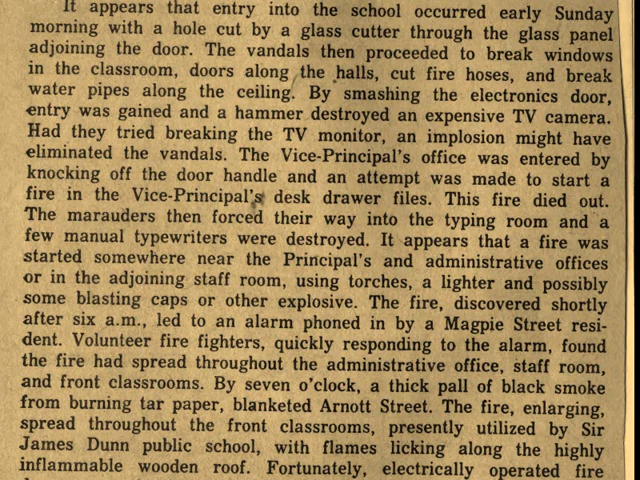 It appears that entry into the school occurred early Sunday
morning with a hole cut by a glass cutter through the glass panel
adjoining the door. The vandals then proceeded to break windows
in the classroom, doors along the halls, cut fire hoses, and break
water pipes along the ceiling. By smashing the electronics door,
entry was gained and a hammer destroyed an expensive TV camera.
Had they tried breaking the TV monitor, an implosion might have
eliminated the vandals. The Vice-Principal's office was entered by
knocking off the door handle and an attempt was made to start a
fire in the Vice-Principal's desk drawer files. This fire died out.
The marauders then forced their way into the typing room and a
few manual typewriters were destroyed. It appears that a fire was
started somewhere near the Principal's and administrative offices
or in the adjoining staff room, using torches, a lighter and possibly
some blasting caps or other explosive. The fire, discovered shortly
after six a.m., led to an alarm phoned in by a Magpie Street resi-
dent. Volunteer fire fighters, quickly responding to the alarm, found
the fire had spread throughout the administrative office, staff room,
and front classrooms. By seven o'clock, a thick pall of black smoke
from burning tar paper, blanketed Arnott Street. The fire, enlarging,
spread throughout the front classrooms, presently utilized by Sir
James Dunn public school, with flames licking along the highly
inflammable wooden roof. Fortunately, electrically operated fire